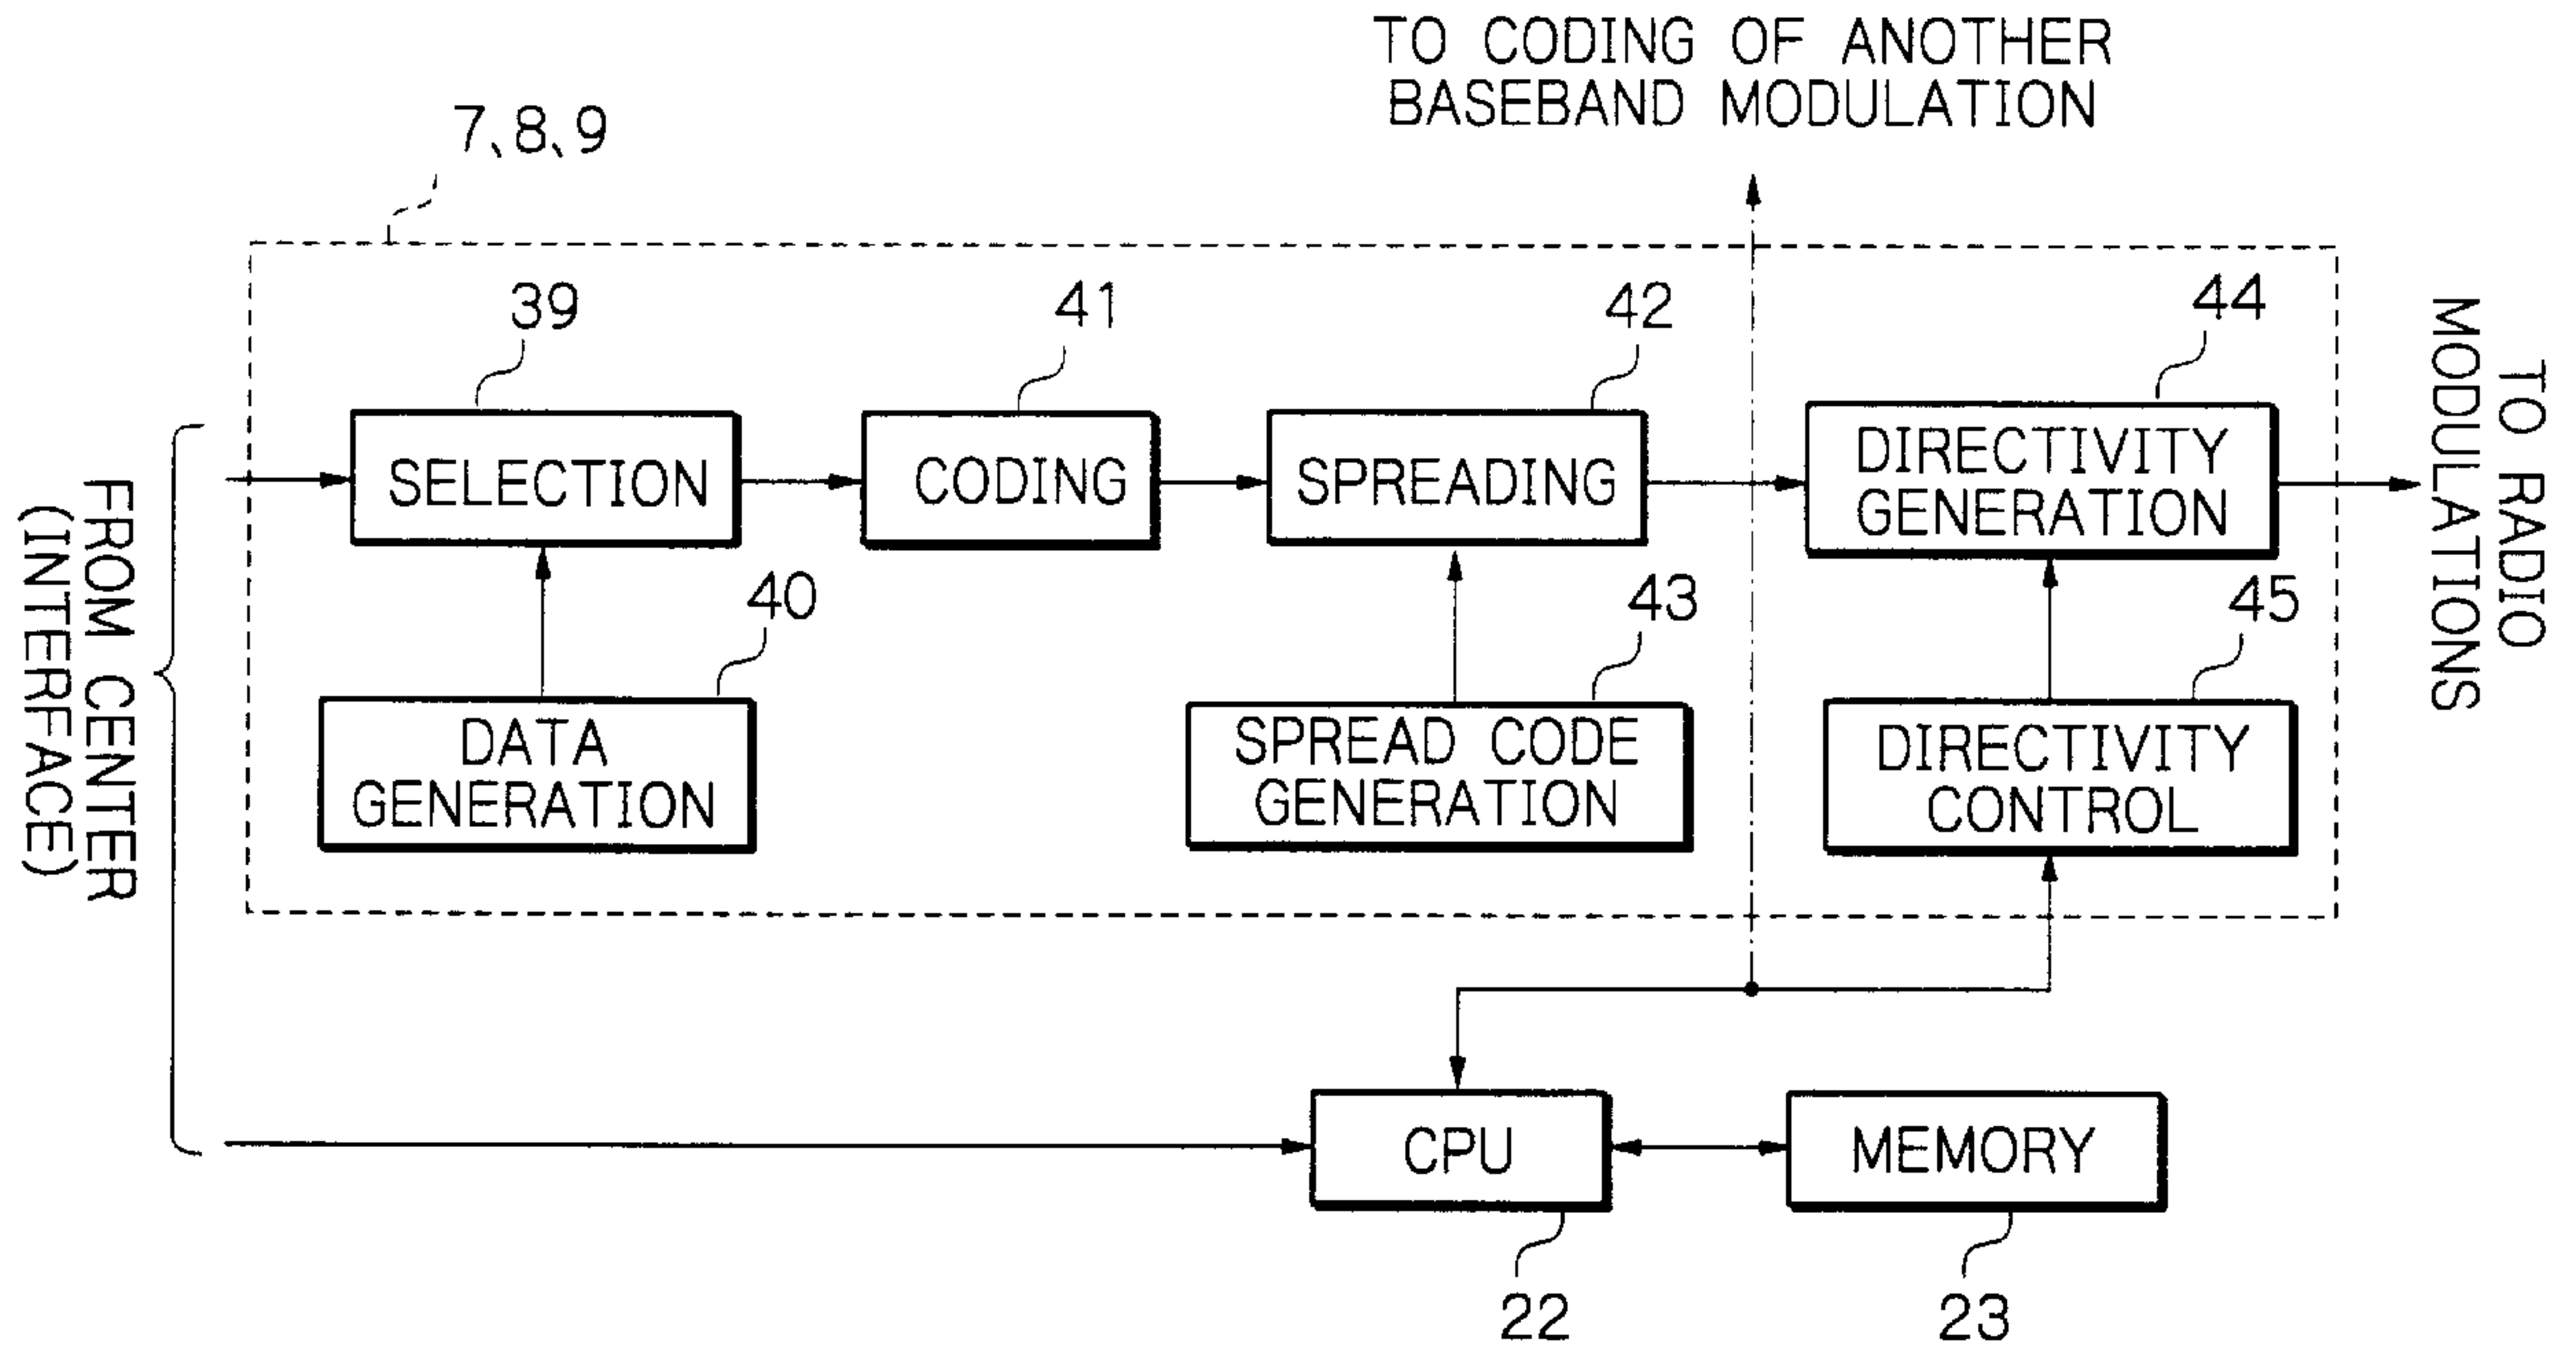 TO CODING OF ANOTHER
BASEBAND MODULATION
7、8、9
39
41
42
44
SELECTION
CODING
SPREADING
DIRECTIVITY
GENERATION
40
43
45
DATA
GENERATION
SPREAD CODE
GENERATION
DIRECTIVITY
CONTROL
FROM CENTER
(INTERFACE)
TO RADIO
MODULATIONS
CPU
MEMORY
22
23